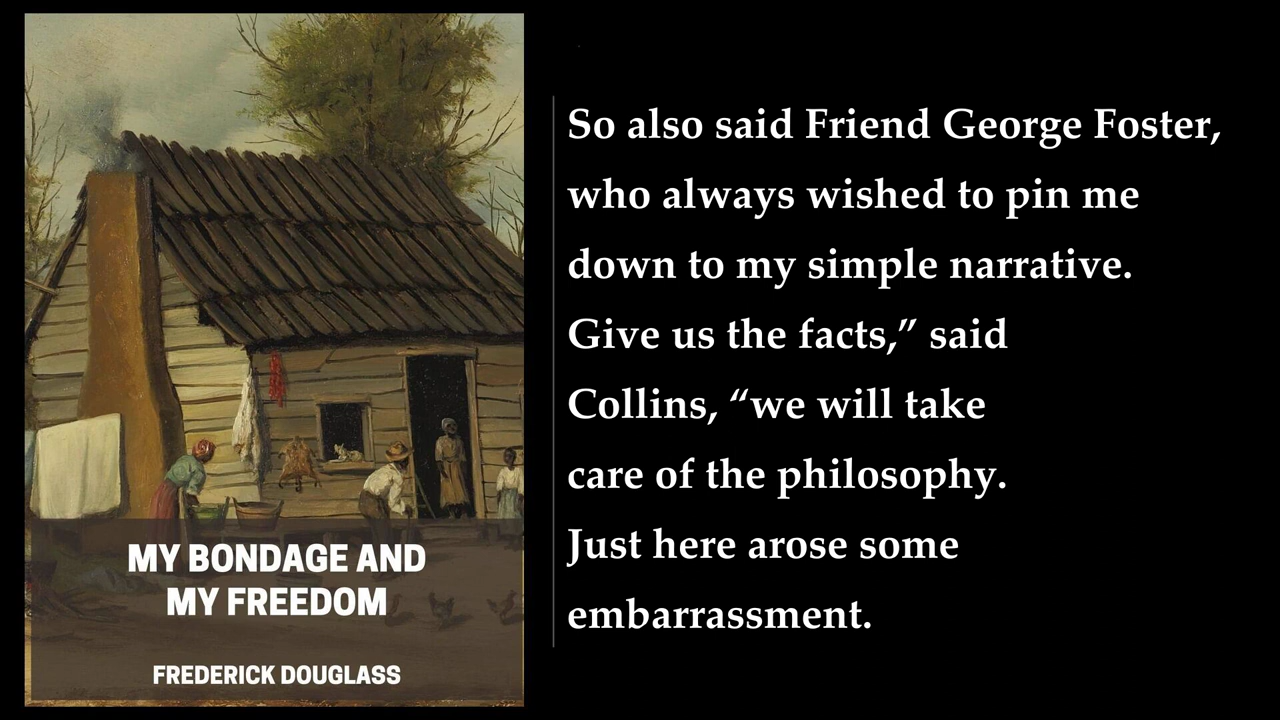 MY BONDAGE AND
MY FREEDOM
FREDERICK DOUGLASS
So also said Friend George Foster,
who always wished to pin me
down to my simple narrative.
Give us the facts,” said
Collins, “we will take
care of the philosophy.
Just here arose some
embarrassment.